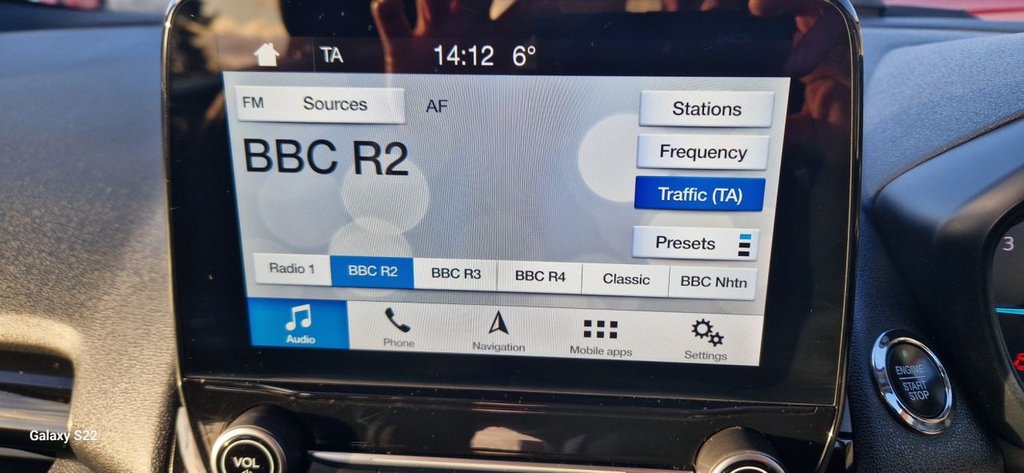 TA 14:12 6°
FM Sources AF Stations
BBC R2
Frequency
Traffic (TA)
Presets
Radio 1 BBC R2 BBC R3 BBC R4 Classic BBC Nhtn
Audio Phone Navigation Mobile apps Settings
ENGINE
START
STOP
3
VOL
Galaxy S22